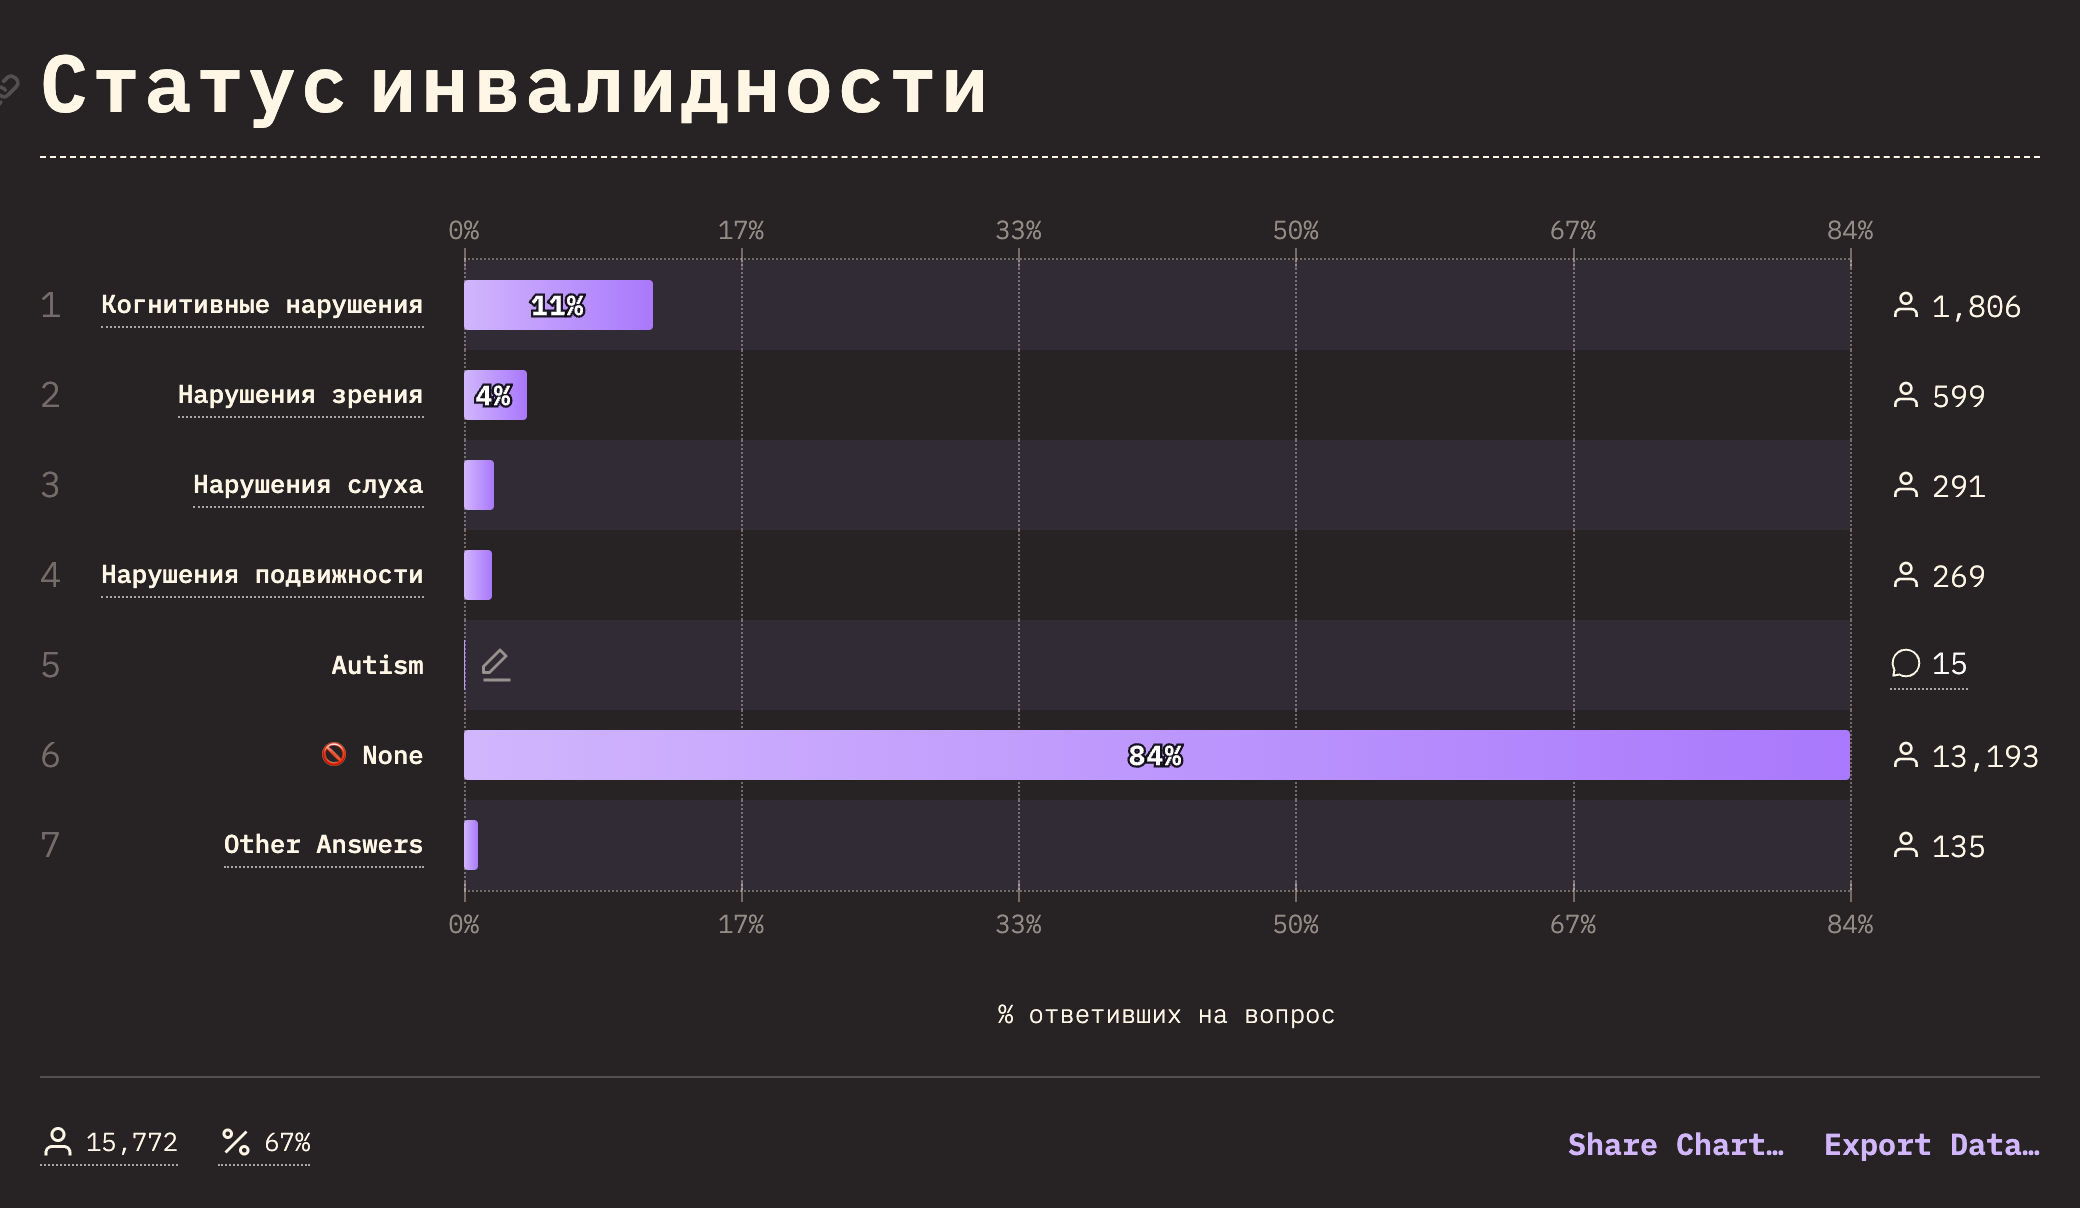 Статус инвалидности
0% 17% 33% 50% 67% 84%
1 Когнитивные нарушения 11% 1,806
2 Нарушения зрения 4% 599
3 Нарушения слуха 291
4 Нарушения подвижности 269
5 Autism 15
6 None 84% 13,193
7 Other Answers 135
0% 17% 33% 50% 67% 84%
% ответивших на вопрос
15,772 67% Share Chart… Export Data…